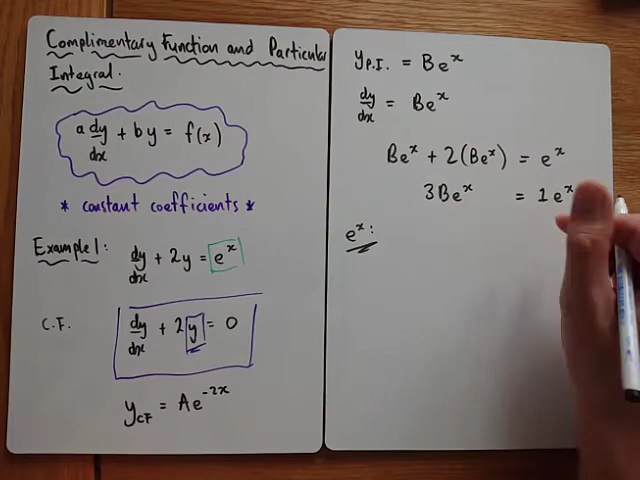 Complimentary Function and Particular
Integral.
a dy/dx + by = f(x)
* constant coefficients *
Example 1: dy/dx + 2y = e^x
C.F. dy/dx + 2y = 0
y_CF = Ae^-2x
y_P.I. = Be^x
dy/dx = Be^x
Be^x + 2(Be^x) = e^x
3Be^x = 1e^x
e^x: